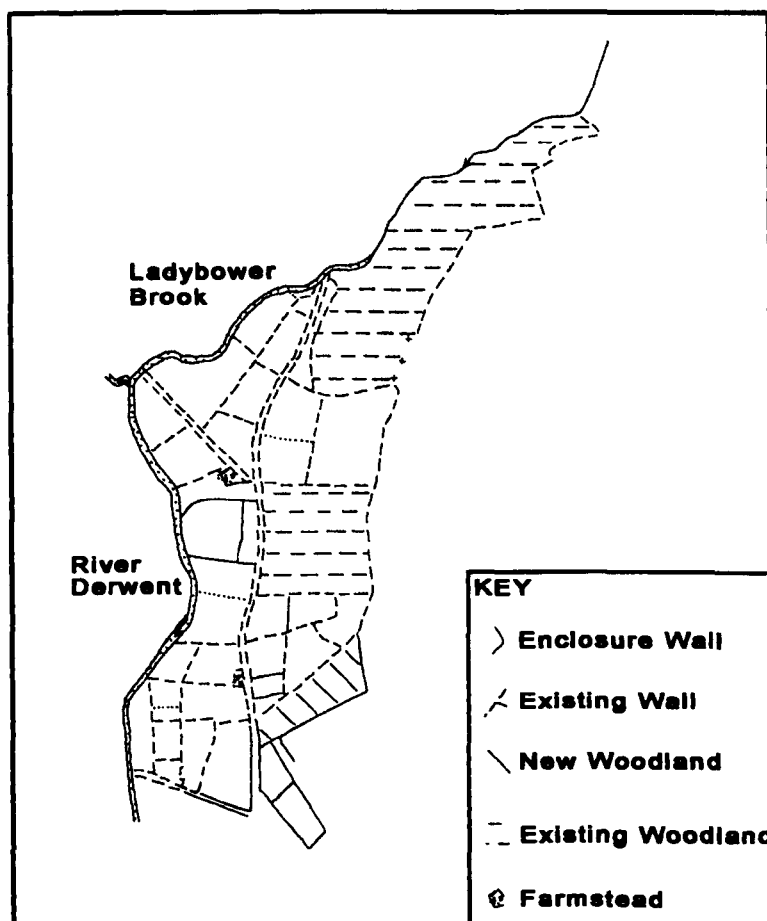 Ladybower
Brook
River
Derwent
KEY
Enclosure Wall
Existing Wall
New Woodland
Existing Woodland
Farmstead